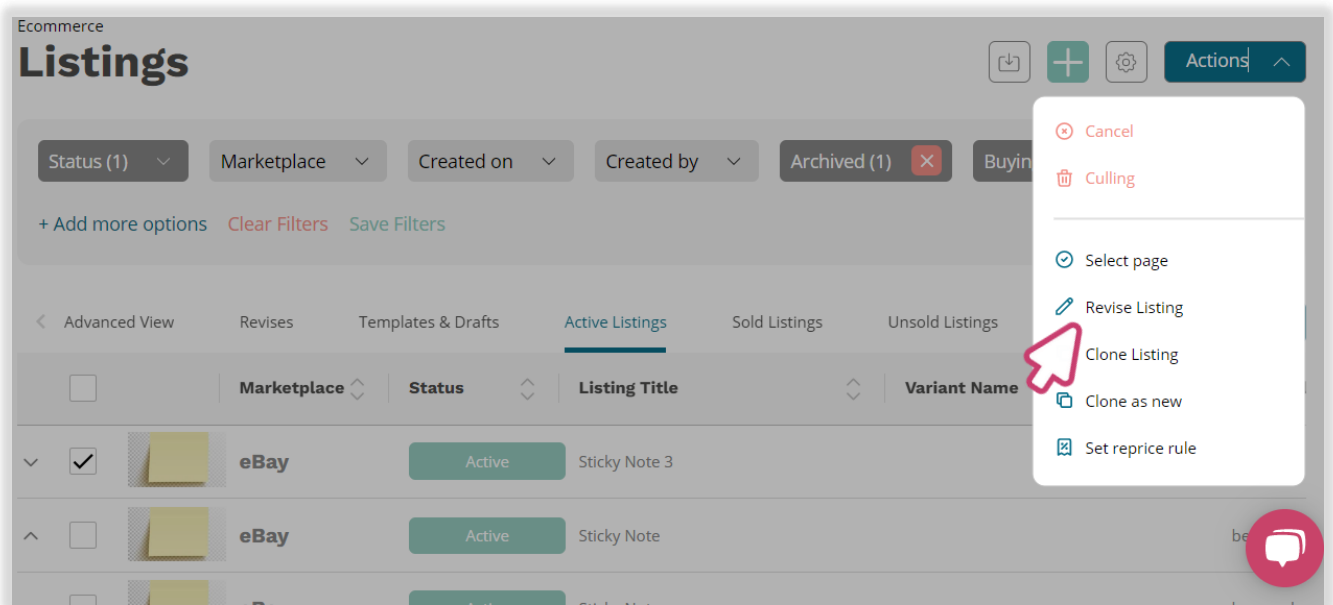 Ecommerce
Listings
Actions
Cancel
Culling
Select page
Revise Listing
Clone Listing
Clone as new
Set reprice rule
Status (1) Marketplace Created on Created by Archived (1) Buyin
+ Add more options Clear Filters Save Filters
Advanced View Revises Templates & Drafts Active Listings Sold Listings Unsold Listings
Marketplace Status Listing Title Variant Name
eBay Active Sticky Note 3
eBay Active Sticky Note be